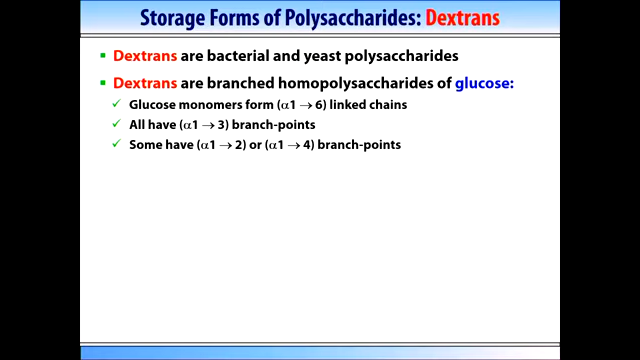 Storage Forms of Polysaccharides: Dextrans
▪ Dextrans are bacterial and yeast polysaccharides
▪ Dextrans are branched homopolysaccharides of glucose:
✓ Glucose monomers form (α1 → 6) linked chains
✓ All have (α1 → 3) branch-points
✓ Some have (α1 → 2) or (α1 → 4) branch-points